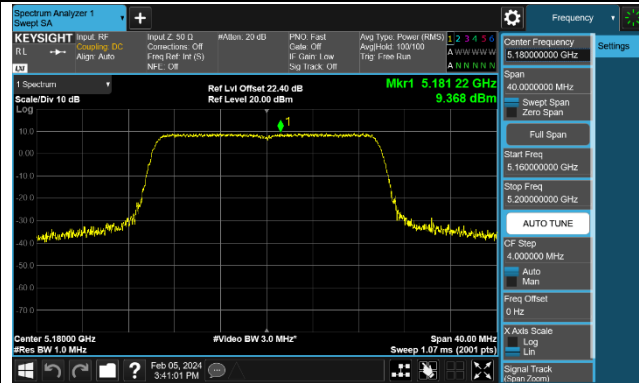 Spectrum Analyzer 1
Swept SA
Frequency
KEYSIGHT
RL
Input: RF
Coupling: DC
Align: Auto
Input Z: 50 Ω
Corrections: Off
Freq Ref: Int (S)
NFE: Off
#Atten: 20 dB
PNO: Fast
Gate: Off
IF Gain: Low
Sig Track: Off
Avg Type: Power (RMS)
Avg|Hold: 100/100
Trig: Free Run
1 2 3 4 5 6
A W W W W W
A N N N N N
LXI
1 Spectrum
Scale/Div 10 dB
Log
Ref Lvl Offset 22.40 dB
Ref Level 20.00 dBm
Mkr1 5.181 22 GHz
9.368 dBm
1
10.0
0.00
-10.0
-20.0
-30.0
-40.0
-50.0
-60.0
-70.0
Center 5.18000 GHz
#Res BW 1.0 MHz
#Video BW 3.0 MHz*
Span 40.00 MHz
Sweep 1.07 ms (2001 pts)
Feb 05, 2024
3:41:01 PM
?
Center Frequency
5.180000000 GHz
Span
40.0000000 MHz
Swept Span
Zero Span
Full Span
Start Freq
5.160000000 GHz
Stop Freq
5.200000000 GHz
AUTO TUNE
CF Step
4.000000 MHz
Auto
Man
Freq Offset
0 Hz
X Axis Scale
Log
Lin
Signal Track
(Span Zoom)
Settings